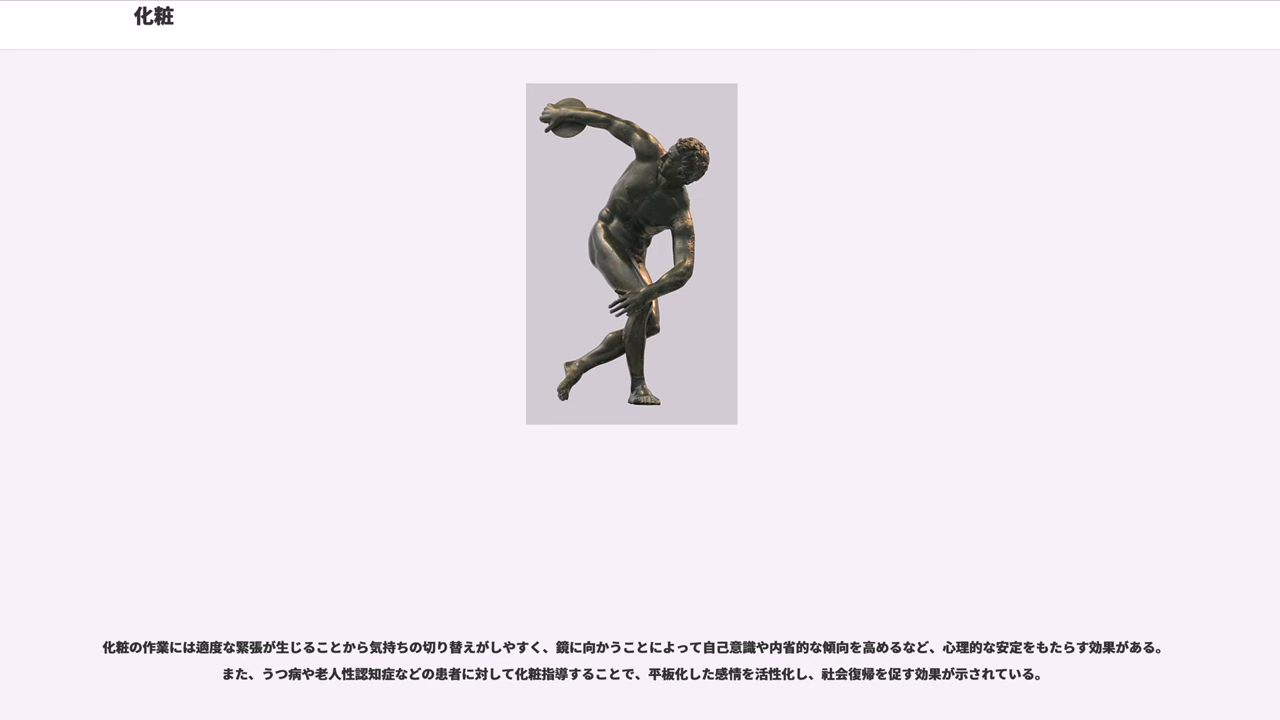 化粧
化粧の作業には適度な緊張が生じることから気持ちの切り替えがしやすく、鏡に向かうことによって自己意識や内省的な傾向を高めるなど、心理的な安定をもたらす効果がある。
また、うつ病や老人性認知症などの患者に対して化粧指導することで、平板化した感情を活性化し、社会復帰を促す効果が示されている。